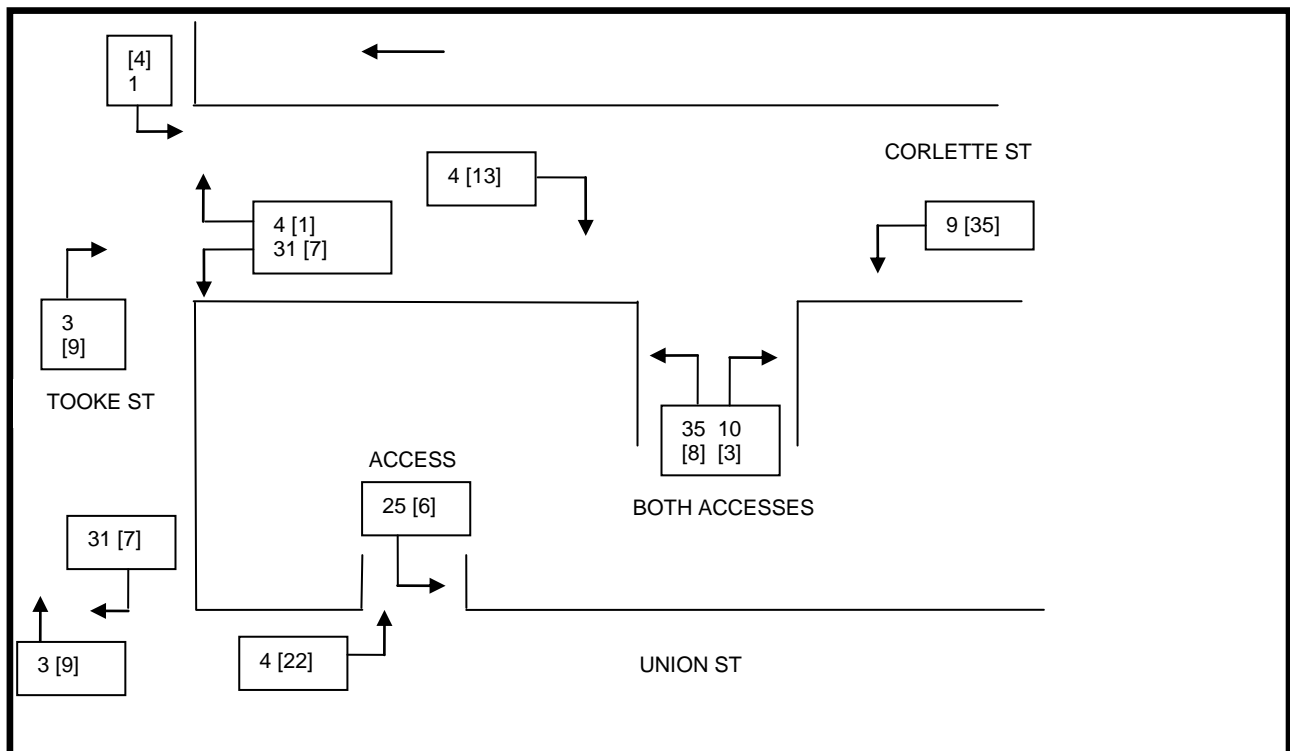 [4]
1
CORLETTE ST
4 [13]
9 [35]
4 [1]
31 [7]
3
[9]
TOOKE ST
35 10
[8] [3]
ACCESS
25 [6]
BOTH ACCESSES
31 [7]
3 [9]
4 [22]
UNION ST